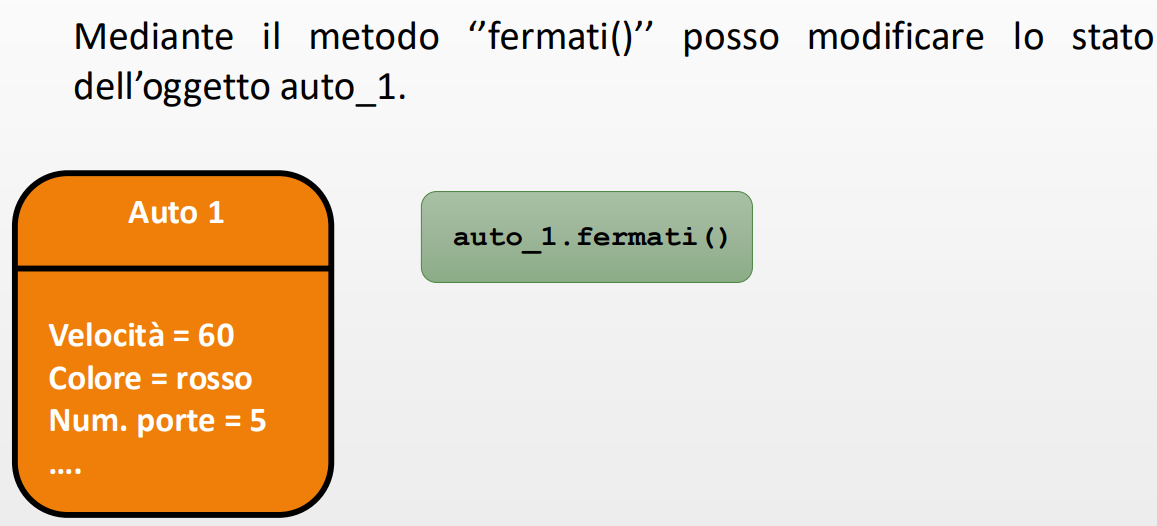 Mediante il metodo ‘’fermati()’’ posso modificare lo stato
dell’oggetto auto_1.
Auto 1
auto_1.fermati()
Velocità = 60
Colore = rosso
Num. porte = 5
….